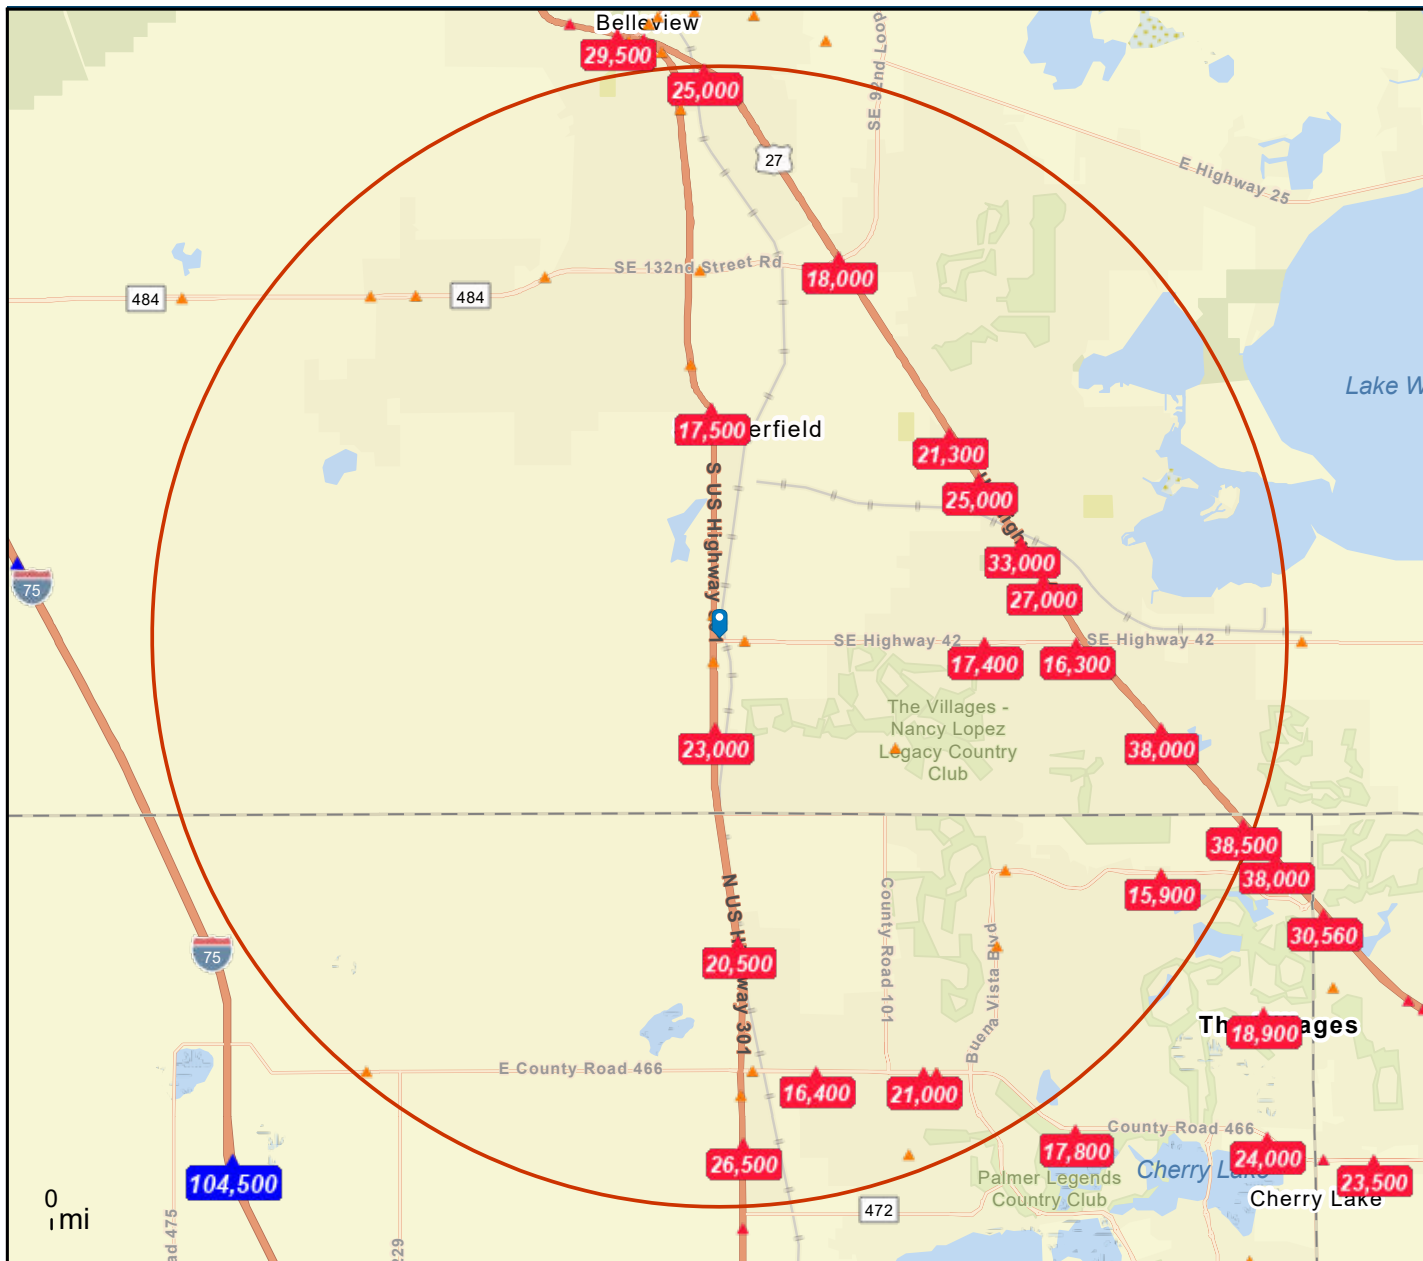 Belleview
29,500
25,000
SE 92nd Loop
27
E Highway 25
SE 132nd Street Rd
18,000
484
484
Lake W
17,500
erfield
21,300
25,000
S US Highway
33,000
75
27,000
SE Highway 42
SE Highway 42
17,400
16,300
The Villages -
Nancy Lopez
Legacy Country
Club
23,000
38,000
38,500
38,000
15,900
County Road 101
30,560
Buena Vista Blvd
75
20,500
N US Highway 301
18,900
E County Road 466
16,400
21,000
County Road 466
17,800
24,000
26,500
104,500
Palmer Legends
Country Club
Cherry Lake
23,500
Cherry Lake
0
mi
472
ad 475
229